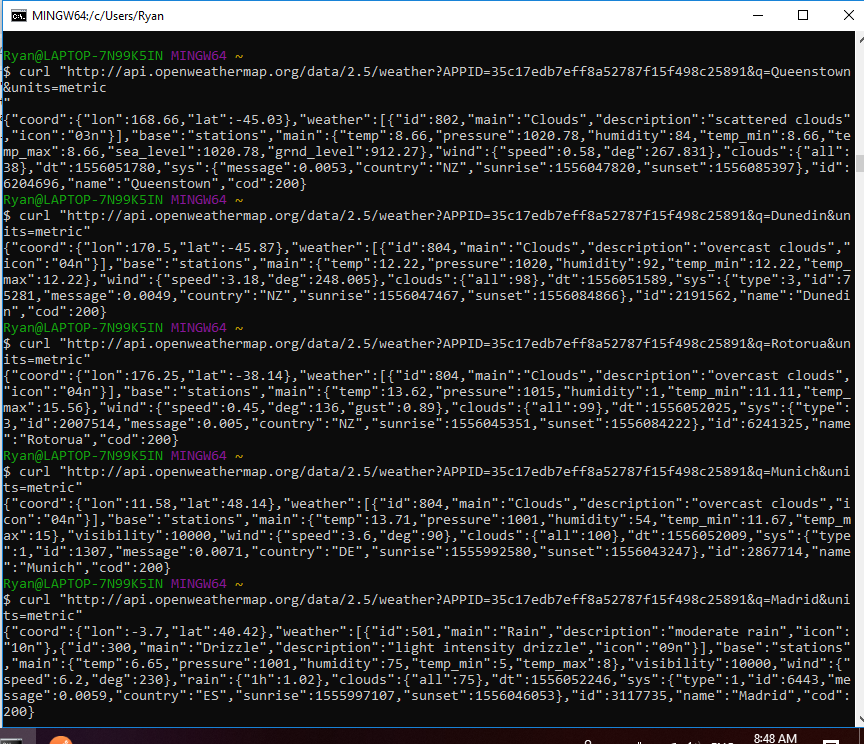 MINGW64:/c/Users/Ryan
Ryan@LAPTOP-7N99K5IN MINGW64 ~
$ curl "http://api.openweathermap.org/data/2.5/weather?APPID=35c17edb7eff8a52787f15f498c25891&q=Queenstown
&units=metric
"
{"coord":{"lon":168.66,"lat":-45.03},"weather":[{"id":802,"main":"Clouds","description":"scattered clouds"
,"icon":"03n"}],"base":"stations","main":{"temp":8.66,"pressure":1020.78,"humidity":84,"temp_min":8.66,"te
mp_max":8.66,"sea_level":1020.78,"grnd_level":912.27},"wind":{"speed":0.58,"deg":267.831},"clouds":{"all":
38},"dt":1556051780,"sys":{"message":0.0053,"country":"NZ","sunrise":1556047820,"sunset":1556085397},"id":
6204696,"name":"Queenstown","cod":200}
Ryan@LAPTOP-7N99K5IN MINGW64 ~
$ curl "http://api.openweathermap.org/data/2.5/weather?APPID=35c17edb7eff8a52787f15f498c25891&q=Dunedin&un
its=metric"
{"coord":{"lon":170.5,"lat":-45.87},"weather":[{"id":804,"main":"Clouds","description":"overcast clouds","
icon":"04n"}],"base":"stations","main":{"temp":12.22,"pressure":1020,"humidity":92,"temp_min":12.22,"temp_
max":12.22},"wind":{"speed":3.18,"deg":248.005},"clouds":{"all":98},"dt":1556051589,"sys":{"type":3,"id":7
5281,"message":0.0049,"country":"NZ","sunrise":1556047467,"sunset":1556084866},"id":2191562,"name":"Dunedi
n","cod":200}
Ryan@LAPTOP-7N99K5IN MINGW64 ~
$ curl "http://api.openweathermap.org/data/2.5/weather?APPID=35c17edb7eff8a52787f15f498c25891&q=Rotorua&un
its=metric"
{"coord":{"lon":176.25,"lat":-38.14},"weather":[{"id":804,"main":"Clouds","description":"overcast clouds",
"icon":"04n"}],"base":"stations","main":{"temp":13.62,"pressure":1015,"humidity":1,"temp_min":11.11,"temp_
max":15.56},"wind":{"speed":0.45,"deg":136,"gust":0.89},"clouds":{"all":99},"dt":1556052025,"sys":{"type":
3,"id":2007514,"message":0.005,"country":"NZ","sunrise":1556045351,"sunset":1556084222},"id":6241325,"name
":"Rotorua","cod":200}
Ryan@LAPTOP-7N99K5IN MINGW64 ~
$ curl "http://api.openweathermap.org/data/2.5/weather?APPID=35c17edb7eff8a52787f15f498c25891&q=Munich&uni
ts=metric"
{"coord":{"lon":11.58,"lat":48.14},"weather":[{"id":804,"main":"Clouds","description":"overcast clouds","i
con":"04n"}],"base":"stations","main":{"temp":13.71,"pressure":1001,"humidity":54,"temp_min":11.67,"temp_m
ax":15},"visibility":10000,"wind":{"speed":3.6,"deg":90},"clouds":{"all":100},"dt":1556052009,"sys":{"type
":1,"id":1307,"message":0.0071,"country":"DE","sunrise":1555992580,"sunset":1556043247},"id":2867714,"name
":"Munich","cod":200}
Ryan@LAPTOP-7N99K5IN MINGW64 ~
$ curl "http://api.openweathermap.org/data/2.5/weather?APPID=35c17edb7eff8a52787f15f498c25891&q=Madrid&uni
ts=metric"
{"coord":{"lon":-3.7,"lat":40.42},"weather":[{"id":501,"main":"Rain","description":"moderate rain","icon":
"10n"},{"id":300,"main":"Drizzle","description":"light intensity drizzle","icon":"09n"}],"base":"stations"
,"main":{"temp":6.65,"pressure":1001,"humidity":75,"temp_min":5,"temp_max":8},"visibility":10000,"wind":{"
speed":6.2,"deg":230},"rain":{"1h":1.02},"clouds":{"all":75},"dt":1556052246,"sys":{"type":1,"id":6443,"me
ssage":0.0059,"country":"ES","sunrise":1555997107,"sunset":1556046053},"id":3117735,"name":"Madrid","cod":
200}
8:48 AM